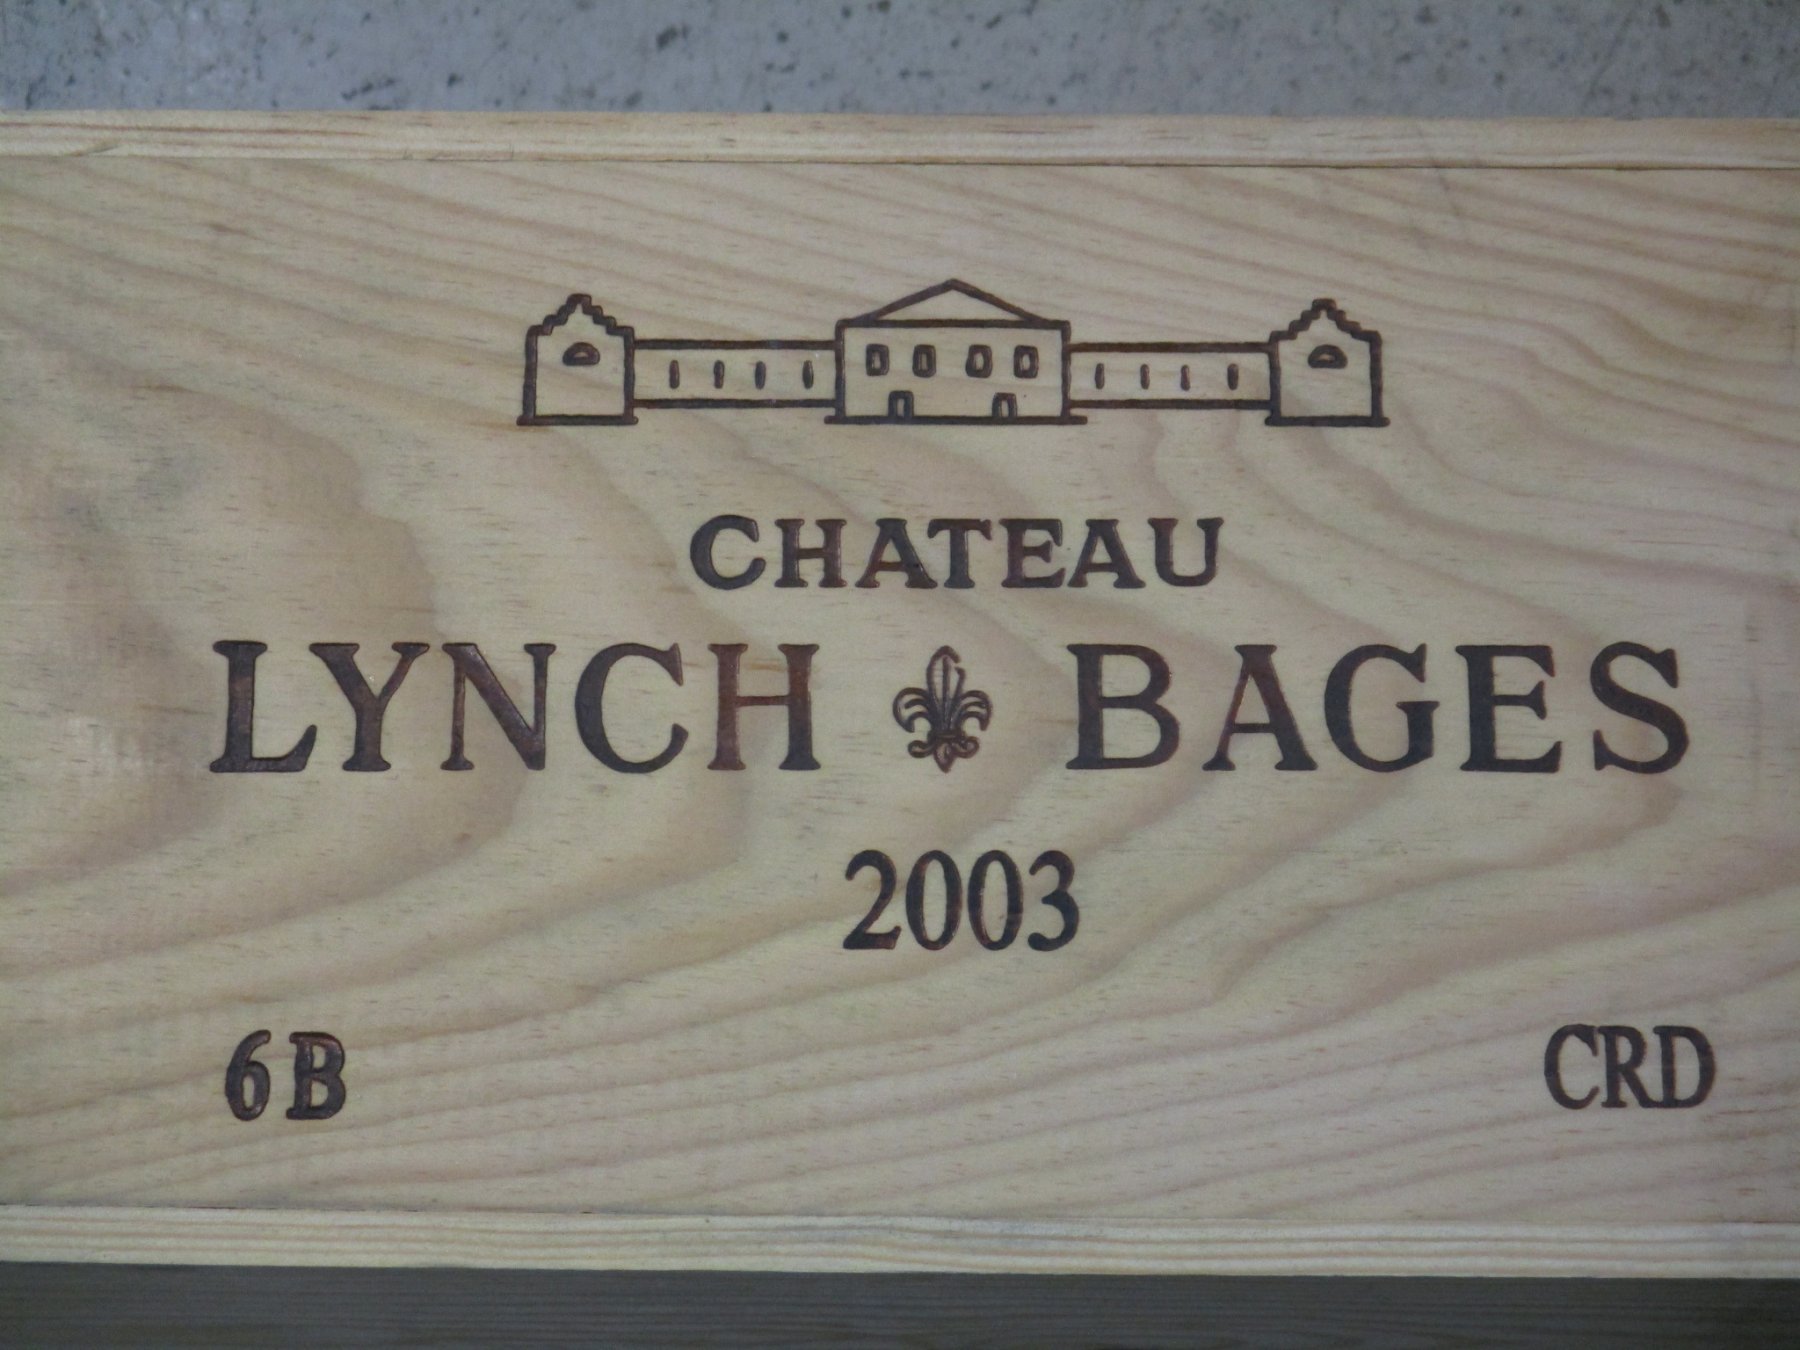 CHATEAU
LYNCH BAGES
2003
6B CRD